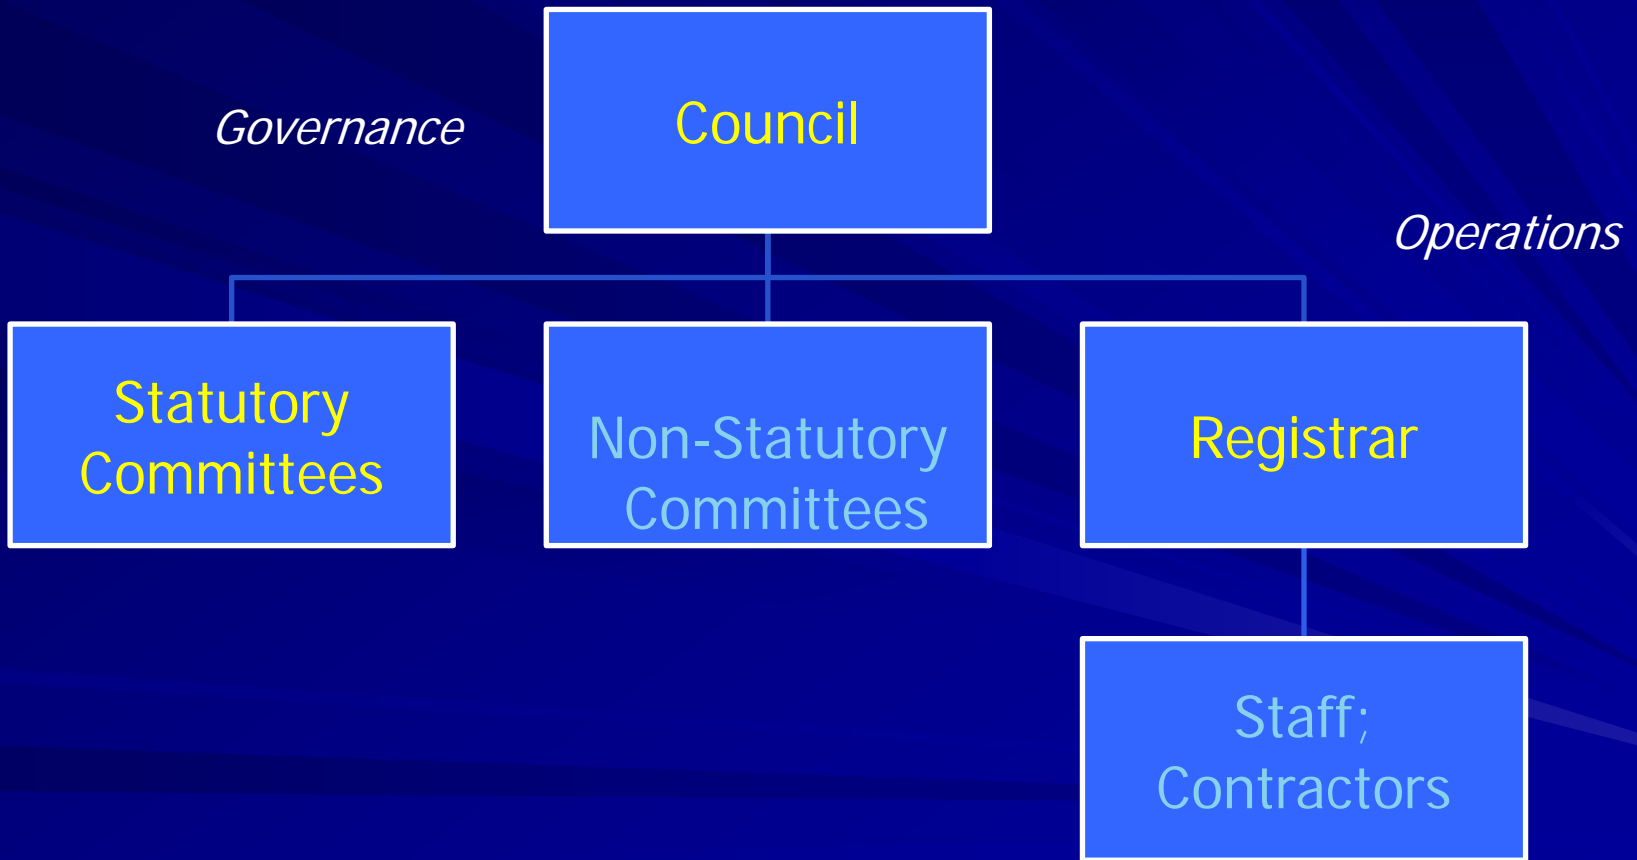 Governance
Council
Operations
Statutory
Committees
Non-Statutory
Committees
Registrar
Staff;
Contractors